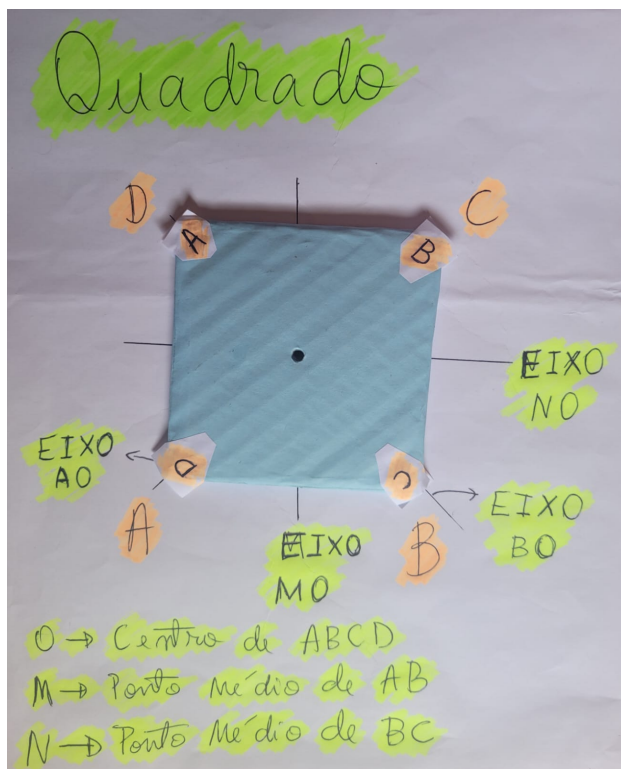 Quadrado
D
C
A
B
EIXO
NO
EIXO
AO
D
C
EIXO
BO
A
EIXO
MO
B
O → Centro de ABCD
M → Ponto Médio de AB
N → Ponto Médio de BC